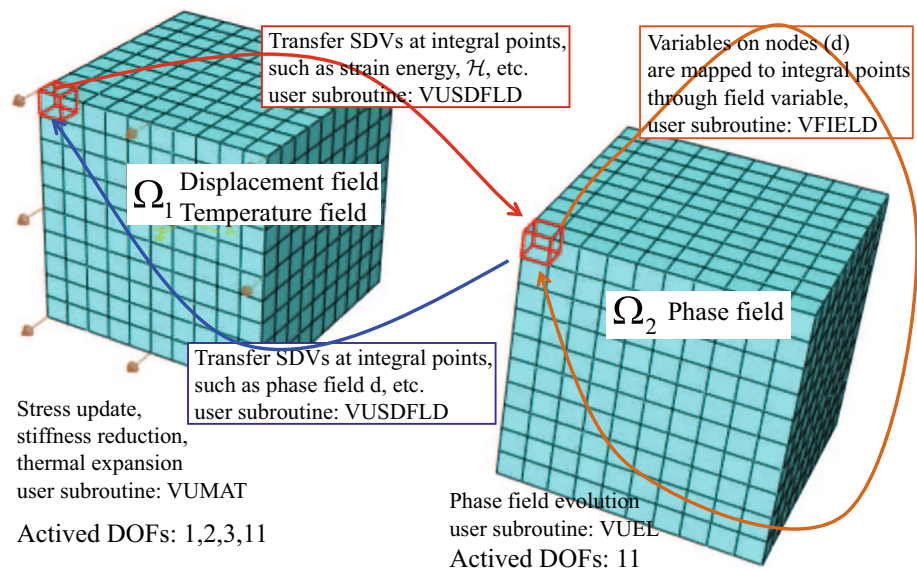 Transfer SDVs at integral points,
such as strain energy, ℋ, etc.
user subroutine: VUSDFLD
Variables on nodes (d)
are mapped to integral points
through field variable,
user subroutine: VFIELD
Ω₁ Displacement field
Temperature field
Ω₂ Phase field
Transfer SDVs at integral points,
such as phase field d, etc.
user subroutine: VUSDFLD
Stress update,
stiffness reduction,
thermal expansion
user subroutine: VUMAT
Actived DOFs: 1,2,3,11
Phase field evolution
user subroutine: VUEL
Actived DOFs: 11